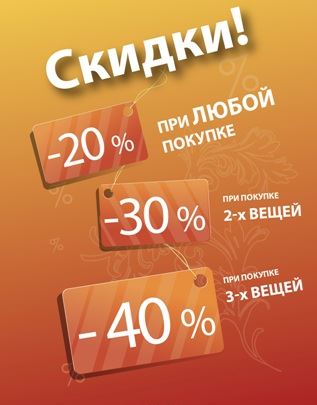 Скидки!
-20 %
ПРИ ЛЮБОЙ
ПОКУПКЕ
-30 %
ПРИ ПОКУПКЕ
2-х ВЕЩЕЙ
- 40 %
ПРИ ПОКУПКЕ
3-х ВЕЩЕЙ